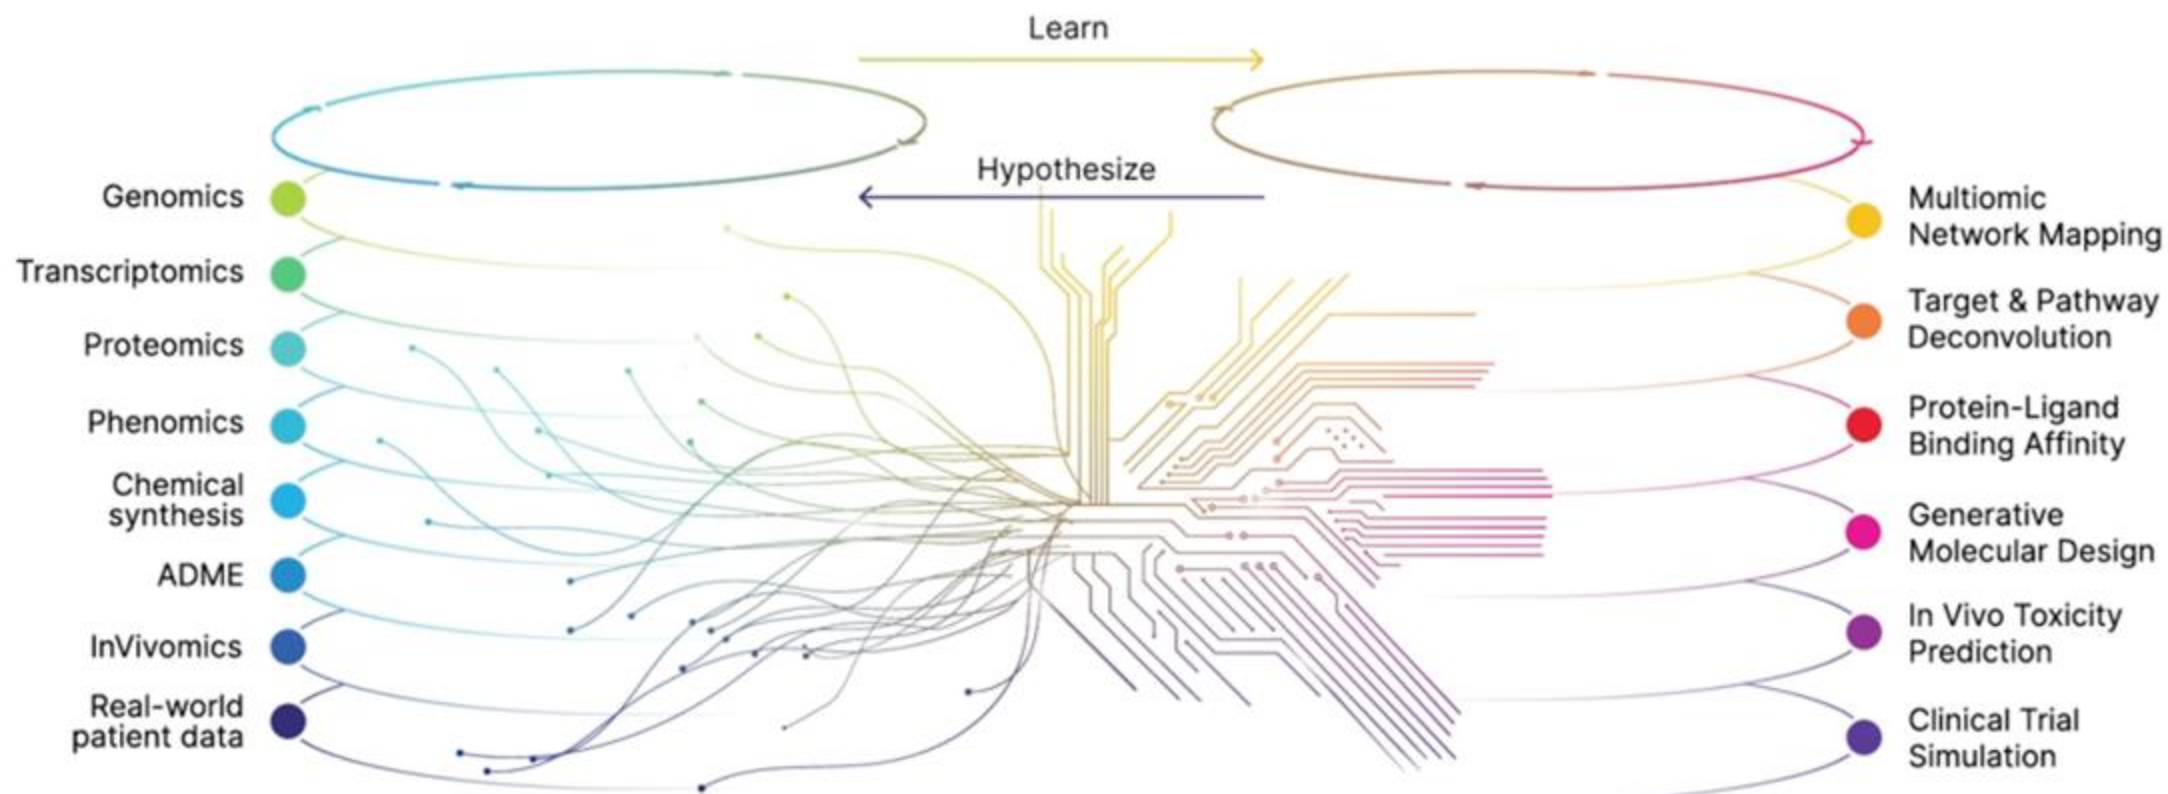 Learn
Hypothesize
Genomics
Transcriptomics
Proteomics
Phenomics
Chemical
synthesis
ADME
InVivomics
Real-world
patient data
Multiomic
Network Mapping
Target & Pathway
Deconvolution
Protein-Ligand
Binding Affinity
Generative
Molecular Design
In Vivo Toxicity
Prediction
Clinical Trial
Simulation